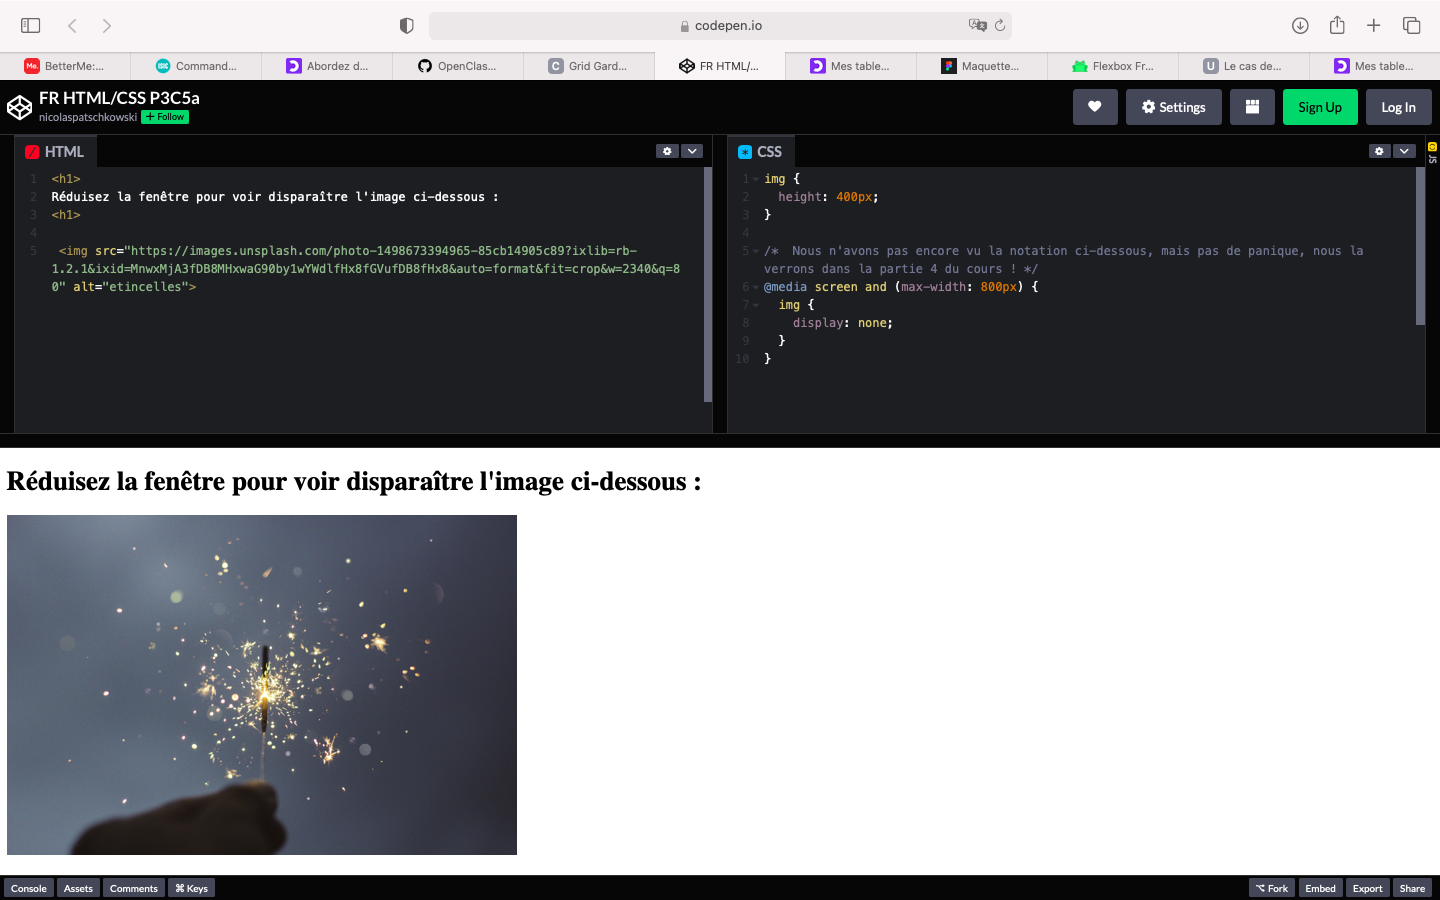 codepen.io
BetterMe:...
Command...
Abordez d...
OpenClas...
Grid Gard...
FR HTML/...
Mes table...
Maquette...
Flexbox Fr...
Le cas de...
Mes table...
FR HTML/CSS P3C5a
nicolaspatschkowski
+ Follow
Settings
Sign Up
Log In
HTML
1 <h1>
2 Réduisez la fenêtre pour voir disparaître l'image ci-dessous :
3 <h1>
4
5 <img src="https://images.unsplash.com/photo-1498673394965-85cb14905c89?ixlib=rb-
1.2.1&ixid=MnwxMjA3fDB8MHxwaG90by1wYWdlfHx8fGVufDB8fHx8&auto=format&fit=crop&w=2340&q=8
0" alt="etincelles">
CSS
1 img {
2 height: 400px;
3 }
4
5 /* Nous n'avons pas encore vu la notation ci-dessous, mais pas de panique, nous la
verrons dans la partie 4 du cours ! */
6 @media screen and (max-width: 800px) {
7 img {
8 display: none;
9 }
10 }
JS
Réduisez la fenêtre pour voir disparaître l'image ci-dessous :
Console
Assets
Comments
⌘ Keys
⌥ Fork
Embed
Export
Share